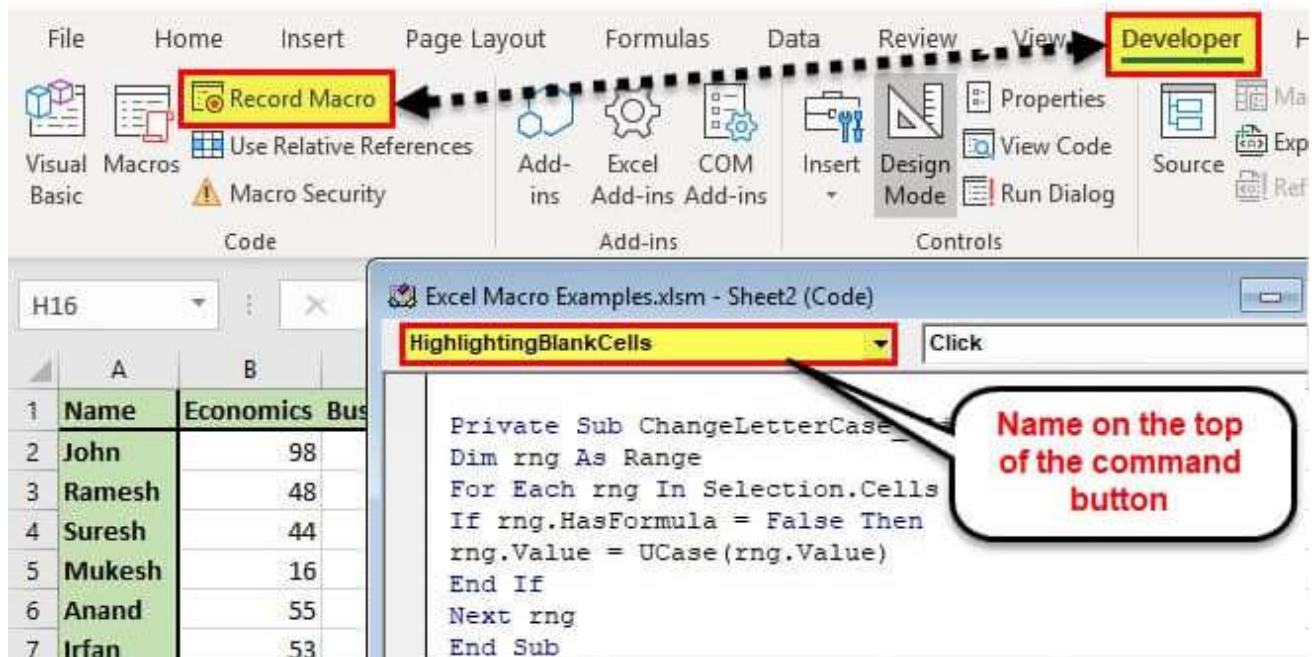 File Home Insert Page Layout Formulas Data Review View Developer
Record Macro
Use Relative References
Macro Security
Visual Basic
Macros
Code
Add-ins
Excel Add-ins
COM Add-ins
Add-ins
Insert
Design Mode
Properties
View Code
Run Dialog
Controls
Source
H16
Excel Macro Examples.xlsm - Sheet2 (Code)
HighlightingBlankCells
Click
A B
1 Name Economics Bus
2 John 98
3 Ramesh 48
4 Suresh 44
5 Mukesh 16
6 Anand 55
7 Irfan 53
Private Sub ChangeLetterCase_
Dim rng As Range
For Each rng In Selection.Cells
If rng.HasFormula = False Then
rng.Value = UCase(rng.Value)
End If
Next rng
End Sub
Name on the top
of the command
button